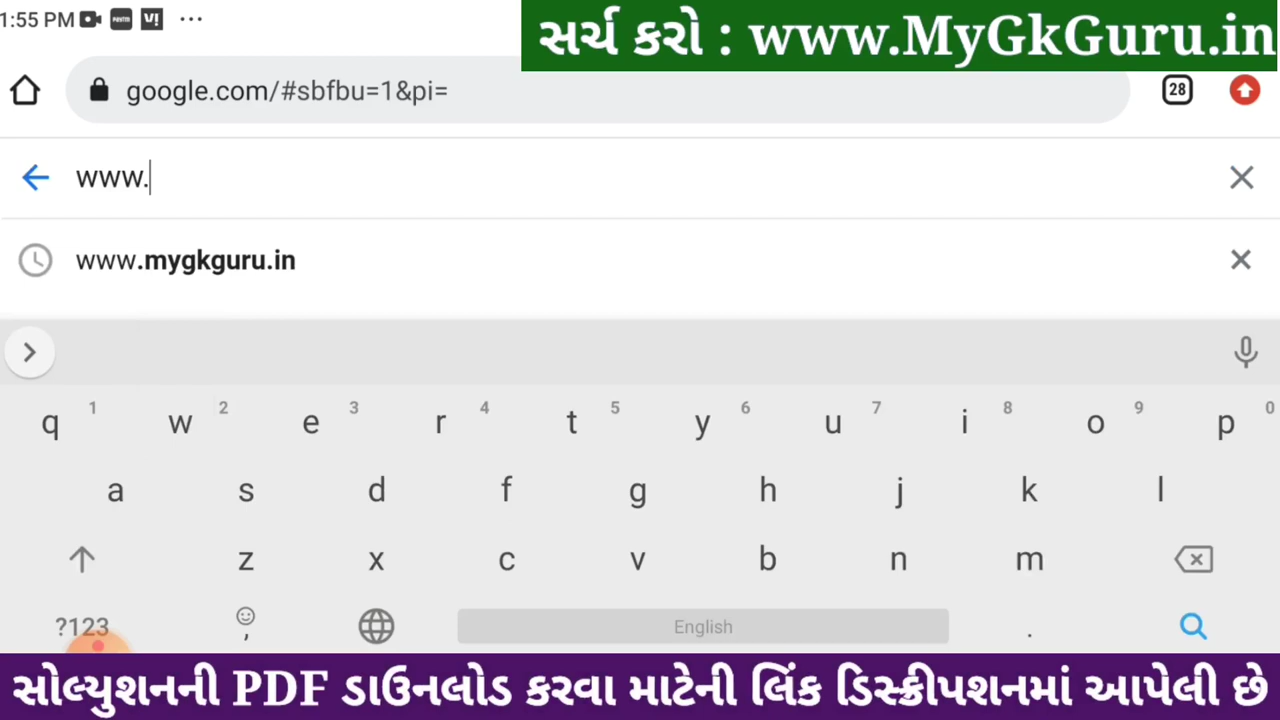 1:55 PM Paytm V! ...
સર્ચ કરો : www.MyGkGuru.in
google.com/#sbfbu=1&pi=
28
www.
www.mygkguru.in
q 1 w 2 e 3 r 4 t 5 y 6 u 7 i 8 o 9 p 0
a s d f g h j k l
z x c v b n m
?123 , English .
સોલ્યુશનની PDF ડાઉનલોડ કરવા માટેની લિંક ડિસ્ક્રીપશનમાં આપેલી છે